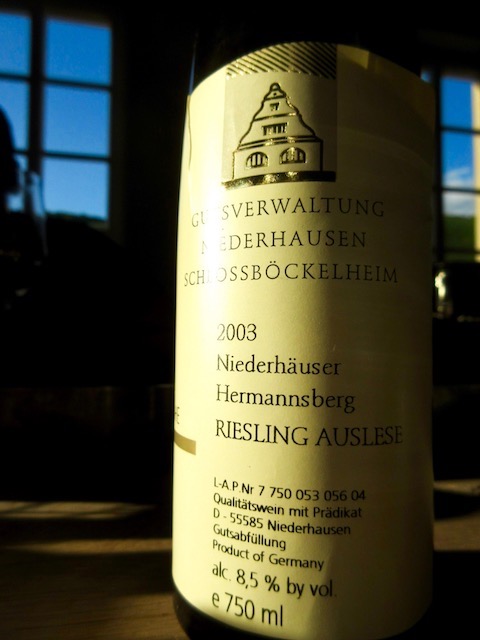 GUTSVERWALTUNG
NIEDERHAUSEN
SCHLOSSBÖCKELHEIM
2003
Niederhäuser
Hermannsberg
RIESLING AUSLESE
L-A.P.Nr 7 750 053 056 04
Qualitätswein mit Prädikat
D - 55585 Niederhausen
Gutsabfüllung
Product of Germany
alc. 8,5 % by vol.
e 750 ml